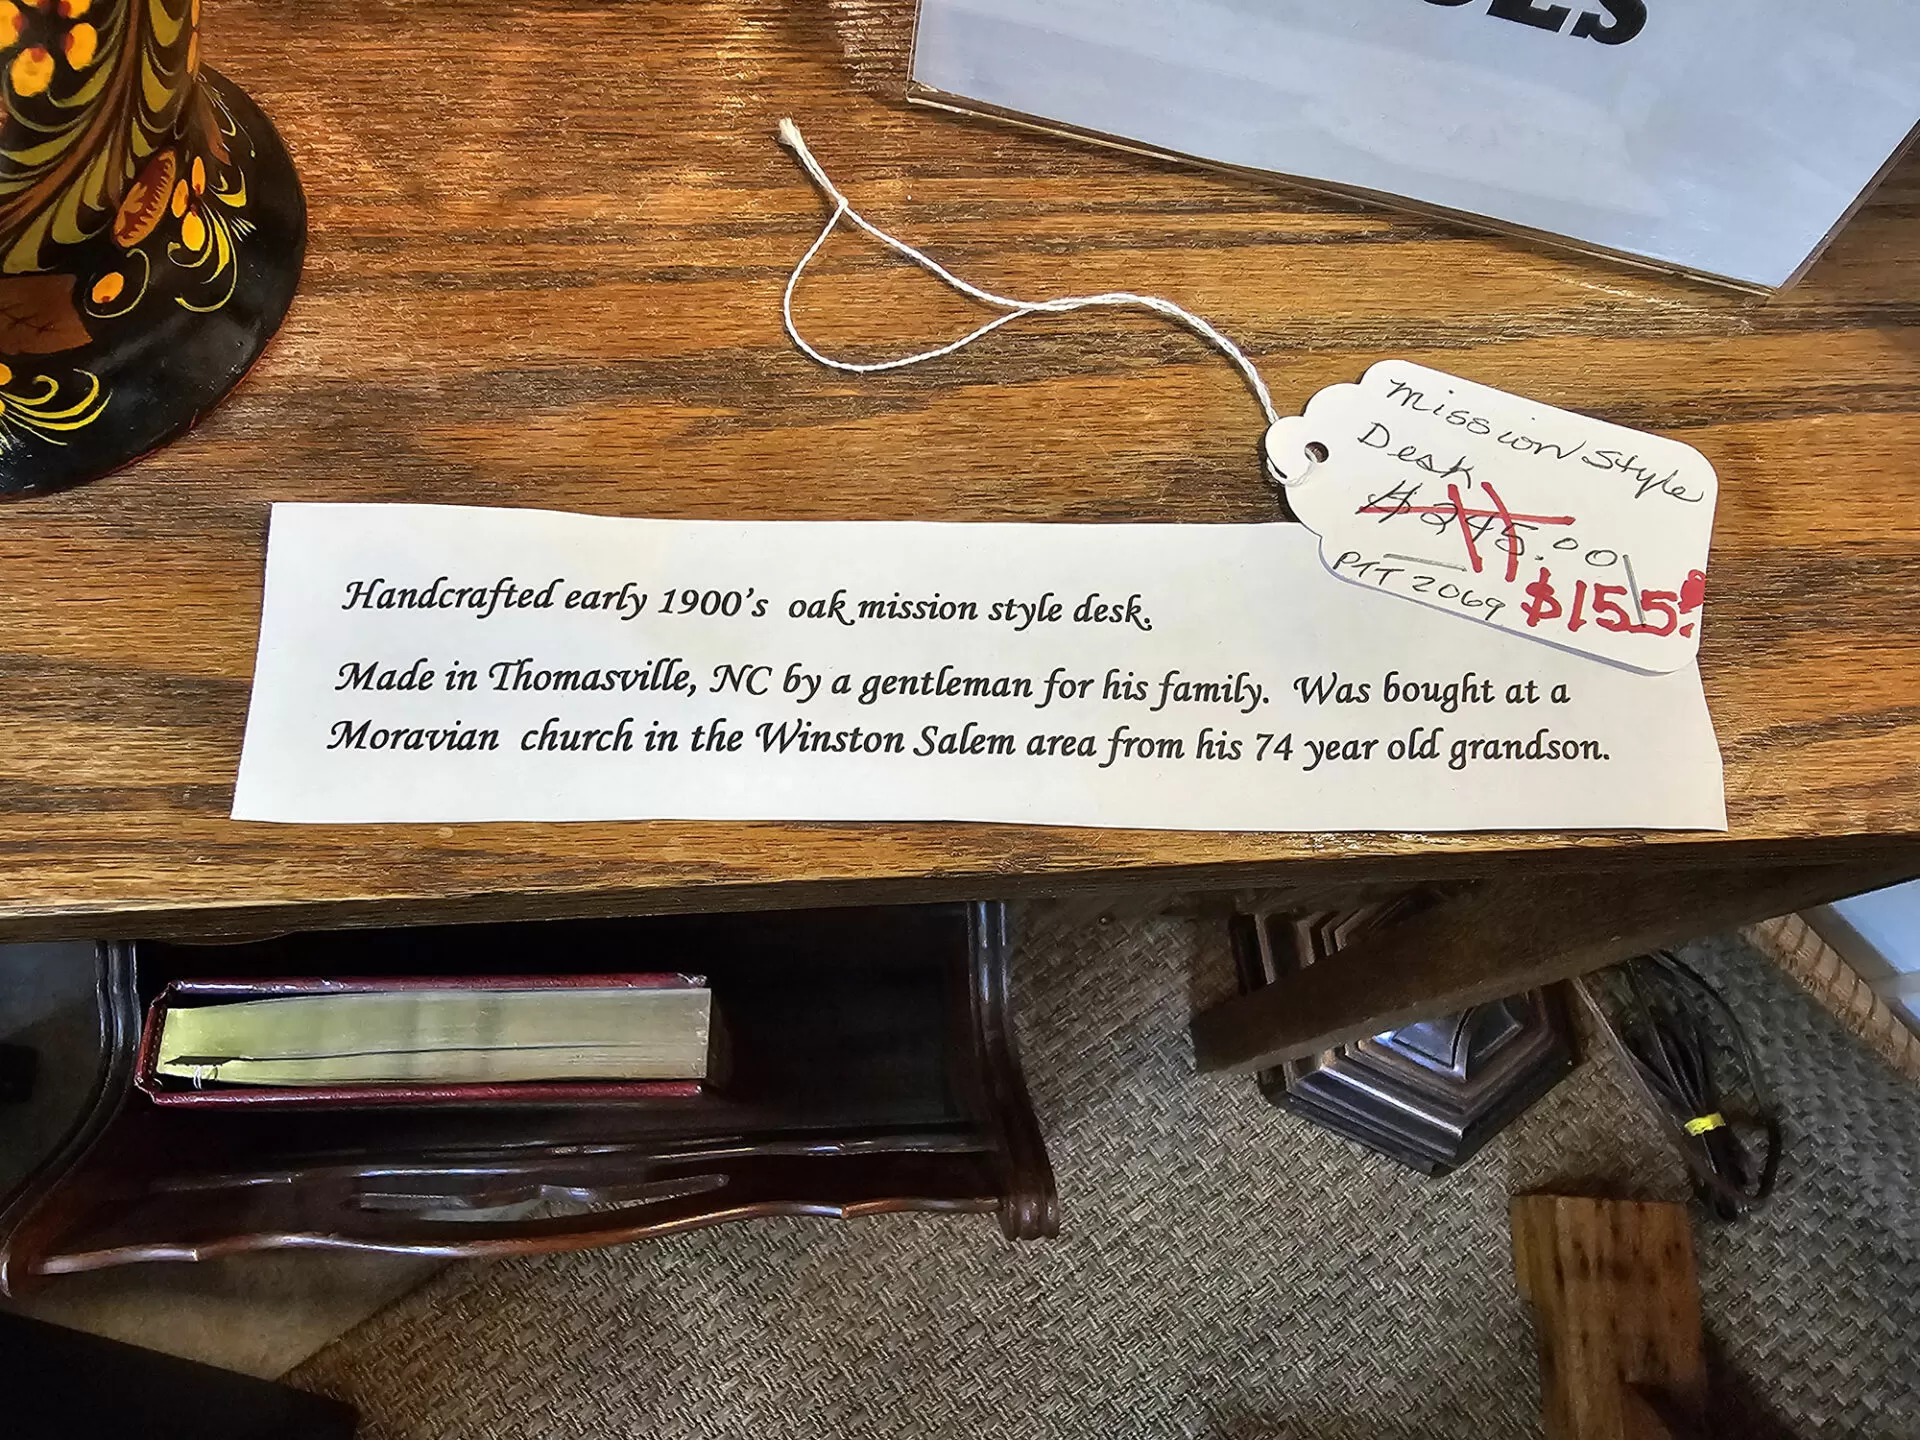 Mission Style
Desk
$245.00
PTT 2069 $155.
Handcrafted early 1900's oak mission style desk.
Made in Thomasville, NC by a gentleman for his family. Was bought at a
Moravian church in the Winston Salem area from his 74 year old grandson.